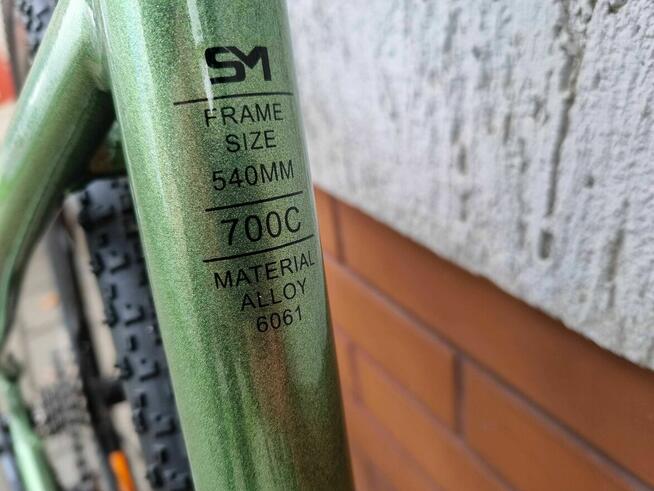 SM
FRAME
SIZE
540MM
700C
MATERIAL
ALLOY
6061